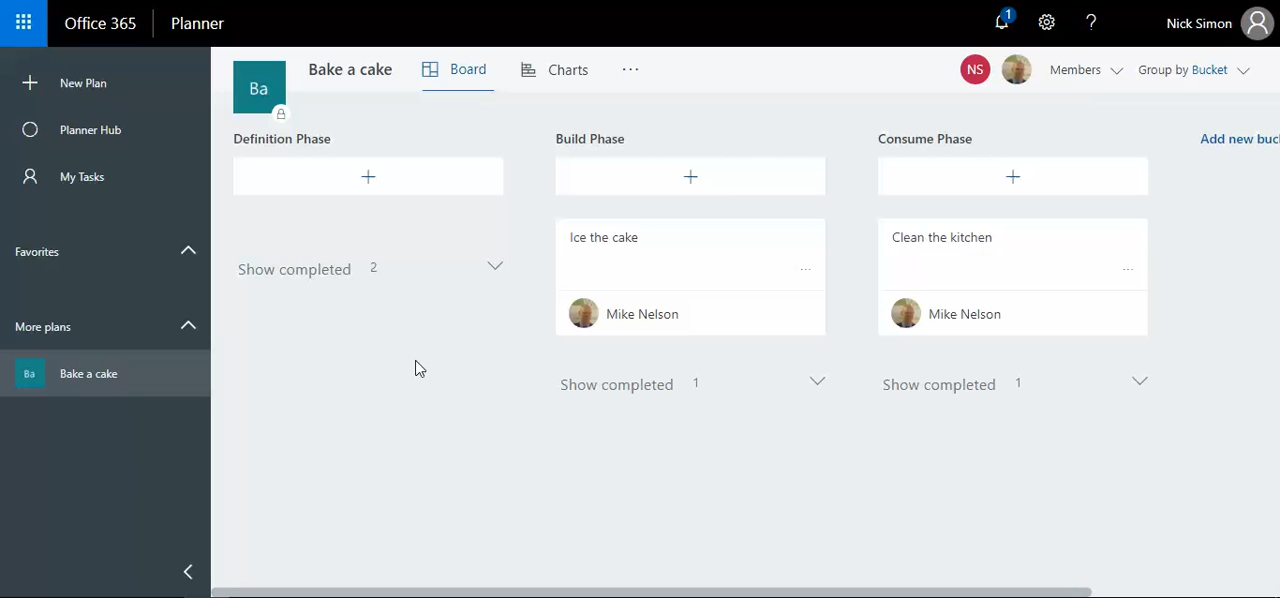 Office 365 Planner 1 ? Nick Simon
New Plan
Planner Hub
My Tasks
Favorites
More plans
Ba Bake a cake
Ba Bake a cake Board Charts ... NS Members Group by Bucket
Definition Phase Build Phase Consume Phase Add new buc
+ + +
Show completed 2
Ice the cake
...
Mike Nelson
Show completed 1
Clean the kitchen
...
Mike Nelson
Show completed 1